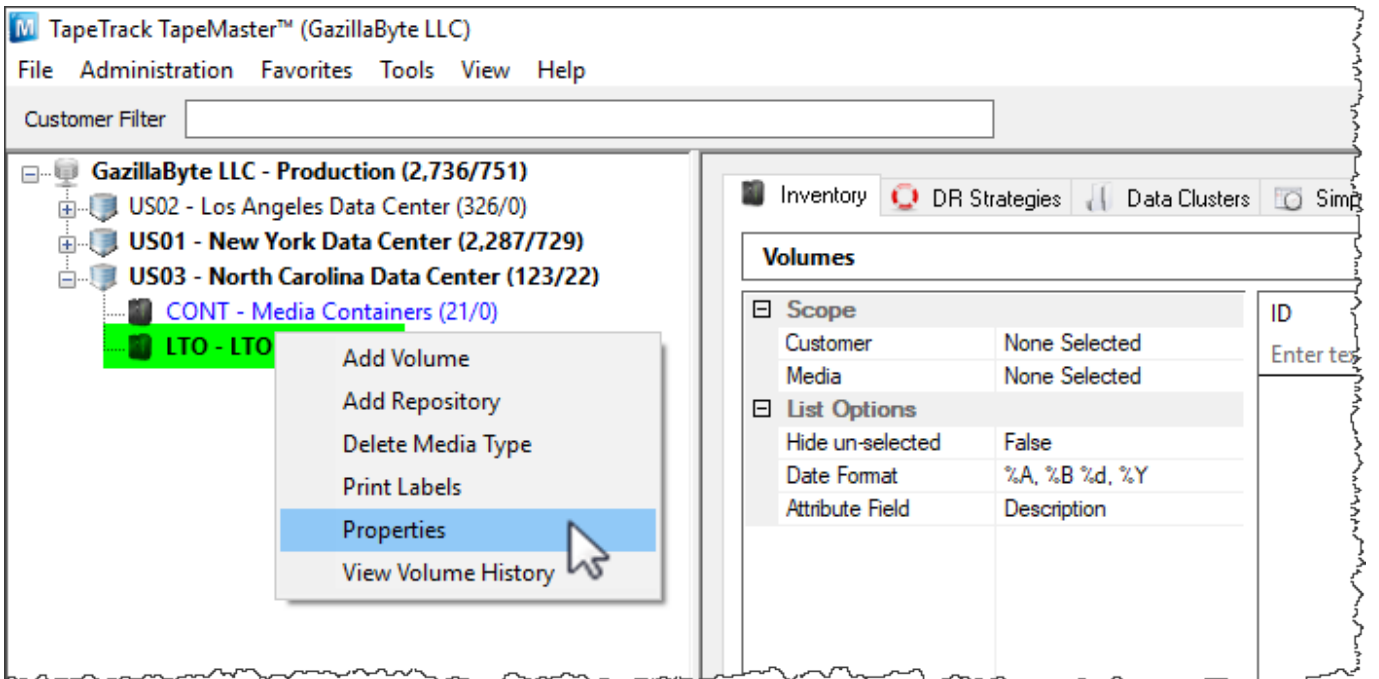 TapeTrack TapeMaster™ (GazillaByte LLC)
File Administration Favorites Tools View Help
Customer Filter
GazillaByte LLC - Production (2,736/751)
US02 - Los Angeles Data Center (326/0)
US01 - New York Data Center (2,287/729)
US03 - North Carolina Data Center (123/22)
CONT - Media Containers (21/0)
LTO - LTO
Add Volume
Add Repository
Delete Media Type
Print Labels
Properties
View Volume History
Inventory DR Strategies Data Clusters
Volumes
Scope
Customer None Selected
Media None Selected
List Options
Hide un-selected False
Date Format %A, %B %d, %Y
Attribute Field Description
ID
Enter